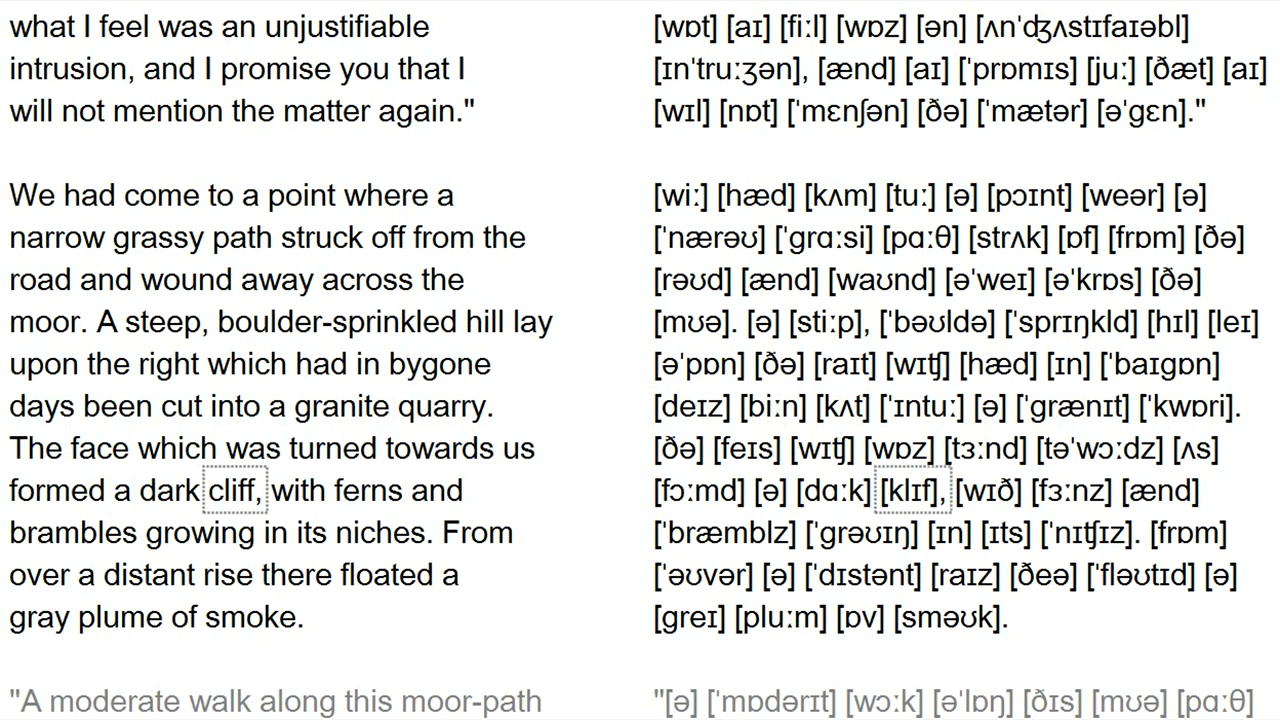 what I feel was an unjustifiable
intrusion, and I promise you that I
will not mention the matter again."
We had come to a point where a
narrow grassy path struck off from the
road and wound away across the
moor. A steep, boulder-sprinkled hill lay
upon the right which had in bygone
days been cut into a granite quarry.
The face which was turned towards us
formed a dark cliff, with ferns and
brambles growing in its niches. From
over a distant rise there floated a
gray plume of smoke.
"A moderate walk along this moor-path
[wɒt] [aɪ] [fiːl] [wɒz] [ən] [ʌnˈʤʌstɪfaɪəbl]
[ɪnˈtruːʒən], [ænd] [aɪ] [ˈprɒmɪs] [juː] [ðæt] [aɪ]
[wɪl] [nɒt] [ˈmɛnʃən] [ðə] [ˈmætər] [əˈgɛn]."
[wiː] [hæd] [kʌm] [tuː] [ə] [pɔɪnt] [weər] [ə]
[ˈnærəʊ] [ˈgrɑːsi] [pɑːθ] [strʌk] [ɒf] [frɒm] [ðə]
[rəʊd] [ænd] [waʊnd] [əˈweɪ] [əˈkrɒs] [ðə]
[mʊə]. [ə] [stiːp], [ˈbəʊldə] [ˈsprɪŋkld] [hɪl] [leɪ]
[əˈpɒn] [ðə] [raɪt] [wɪʧ] [hæd] [ɪn] [ˈbaɪgɒn]
[deɪz] [biːn] [kʌt] [ˈɪntuː] [ə] [ˈgrænɪt] [ˈkwɒri].
[ðə] [feɪs] [wɪʧ] [wɒz] [tɜːnd] [təˈwɔːdz] [ʌs]
[fɔːmd] [ə] [dɑːk] [klɪf], [wɪð] [fɜːnz] [ænd]
[ˈbræmblz] [ˈgrəʊɪŋ] [ɪn] [ɪts] [ˈnɪʧɪz]. [frɒm]
[ˈəʊvər] [ə] [ˈdɪstənt] [raɪz] [ðeə] [ˈfləʊtɪd] [ə]
[greɪ] [pluːm] [ɒv] [sməʊk].
"[ə] [ˈmɒdərɪt] [wɔːk] [əˈlɒŋ] [ðɪs] [mʊə] [pɑːθ]